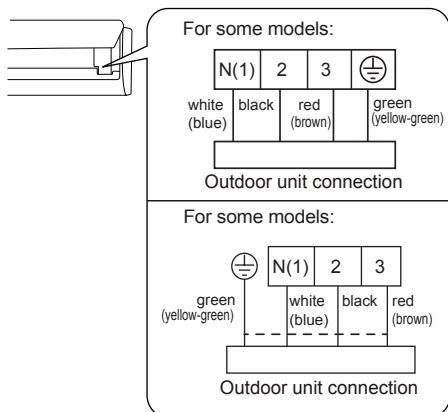 For some models:
N(1) 2 3
white black red green
(blue) (brown) (yellow-green)
Outdoor unit connection
For some models:
N(1) 2 3
green white black red
(yellow-green) (blue) (brown)
Outdoor unit connection